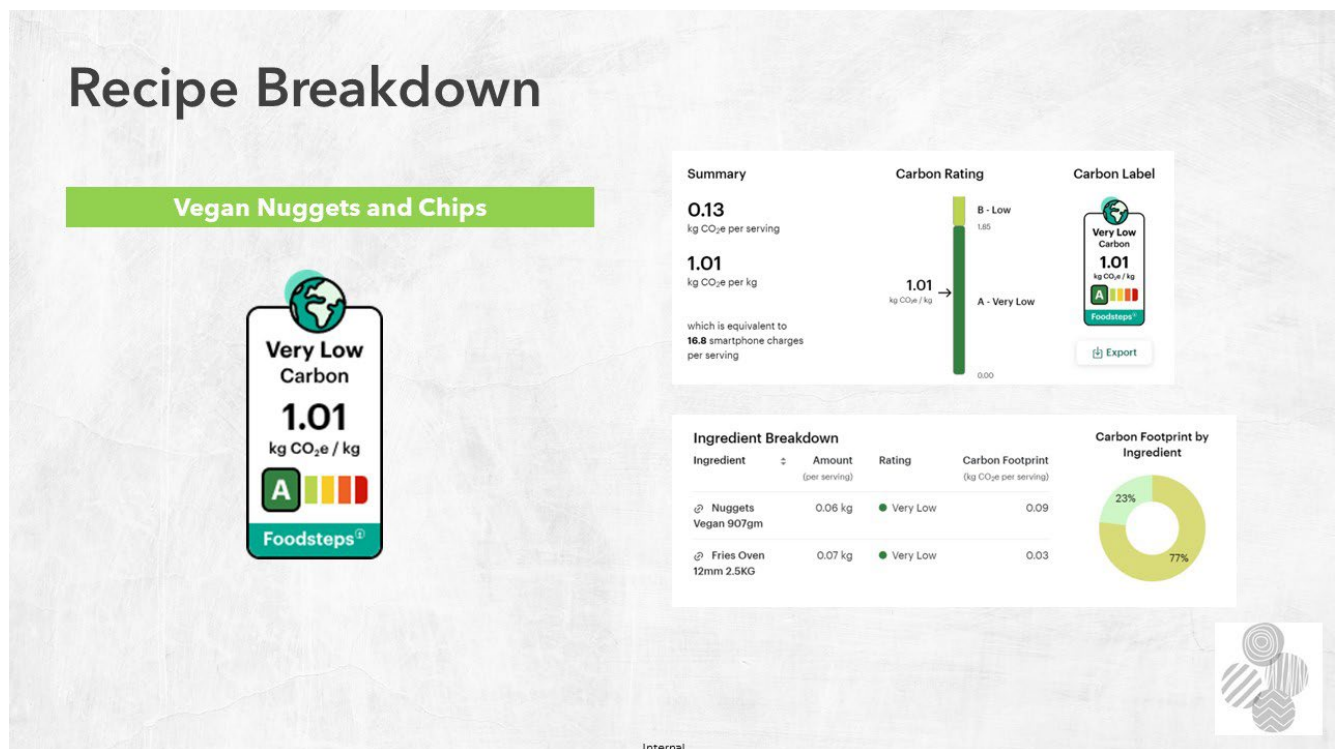 Recipe Breakdown
Vegan Nuggets and Chips
Very Low
Carbon
1.01
kg CO₂e / kg
A
Foodsteps
Summary
0.13
kg CO₂e per serving
1.01
kg CO₂e per kg
which is equivalent to
16.8 smartphone charges
per serving
Carbon Rating
B - Low
1.85
1.01
kg CO₂e / kg
A - Very Low
0.00
Carbon Label
Very Low
Carbon
1.01
kg CO₂e / kg
A
Foodsteps
Export
Ingredient Breakdown
Ingredient Amount Rating Carbon Footprint
(per serving) (kg CO₂e per serving)
Nuggets 0.06 kg Very Low 0.09
Vegan 907gm
Fries Oven 0.07 kg Very Low 0.03
12mm 2.5KG
Carbon Footprint by
Ingredient
23%
77%
Internal